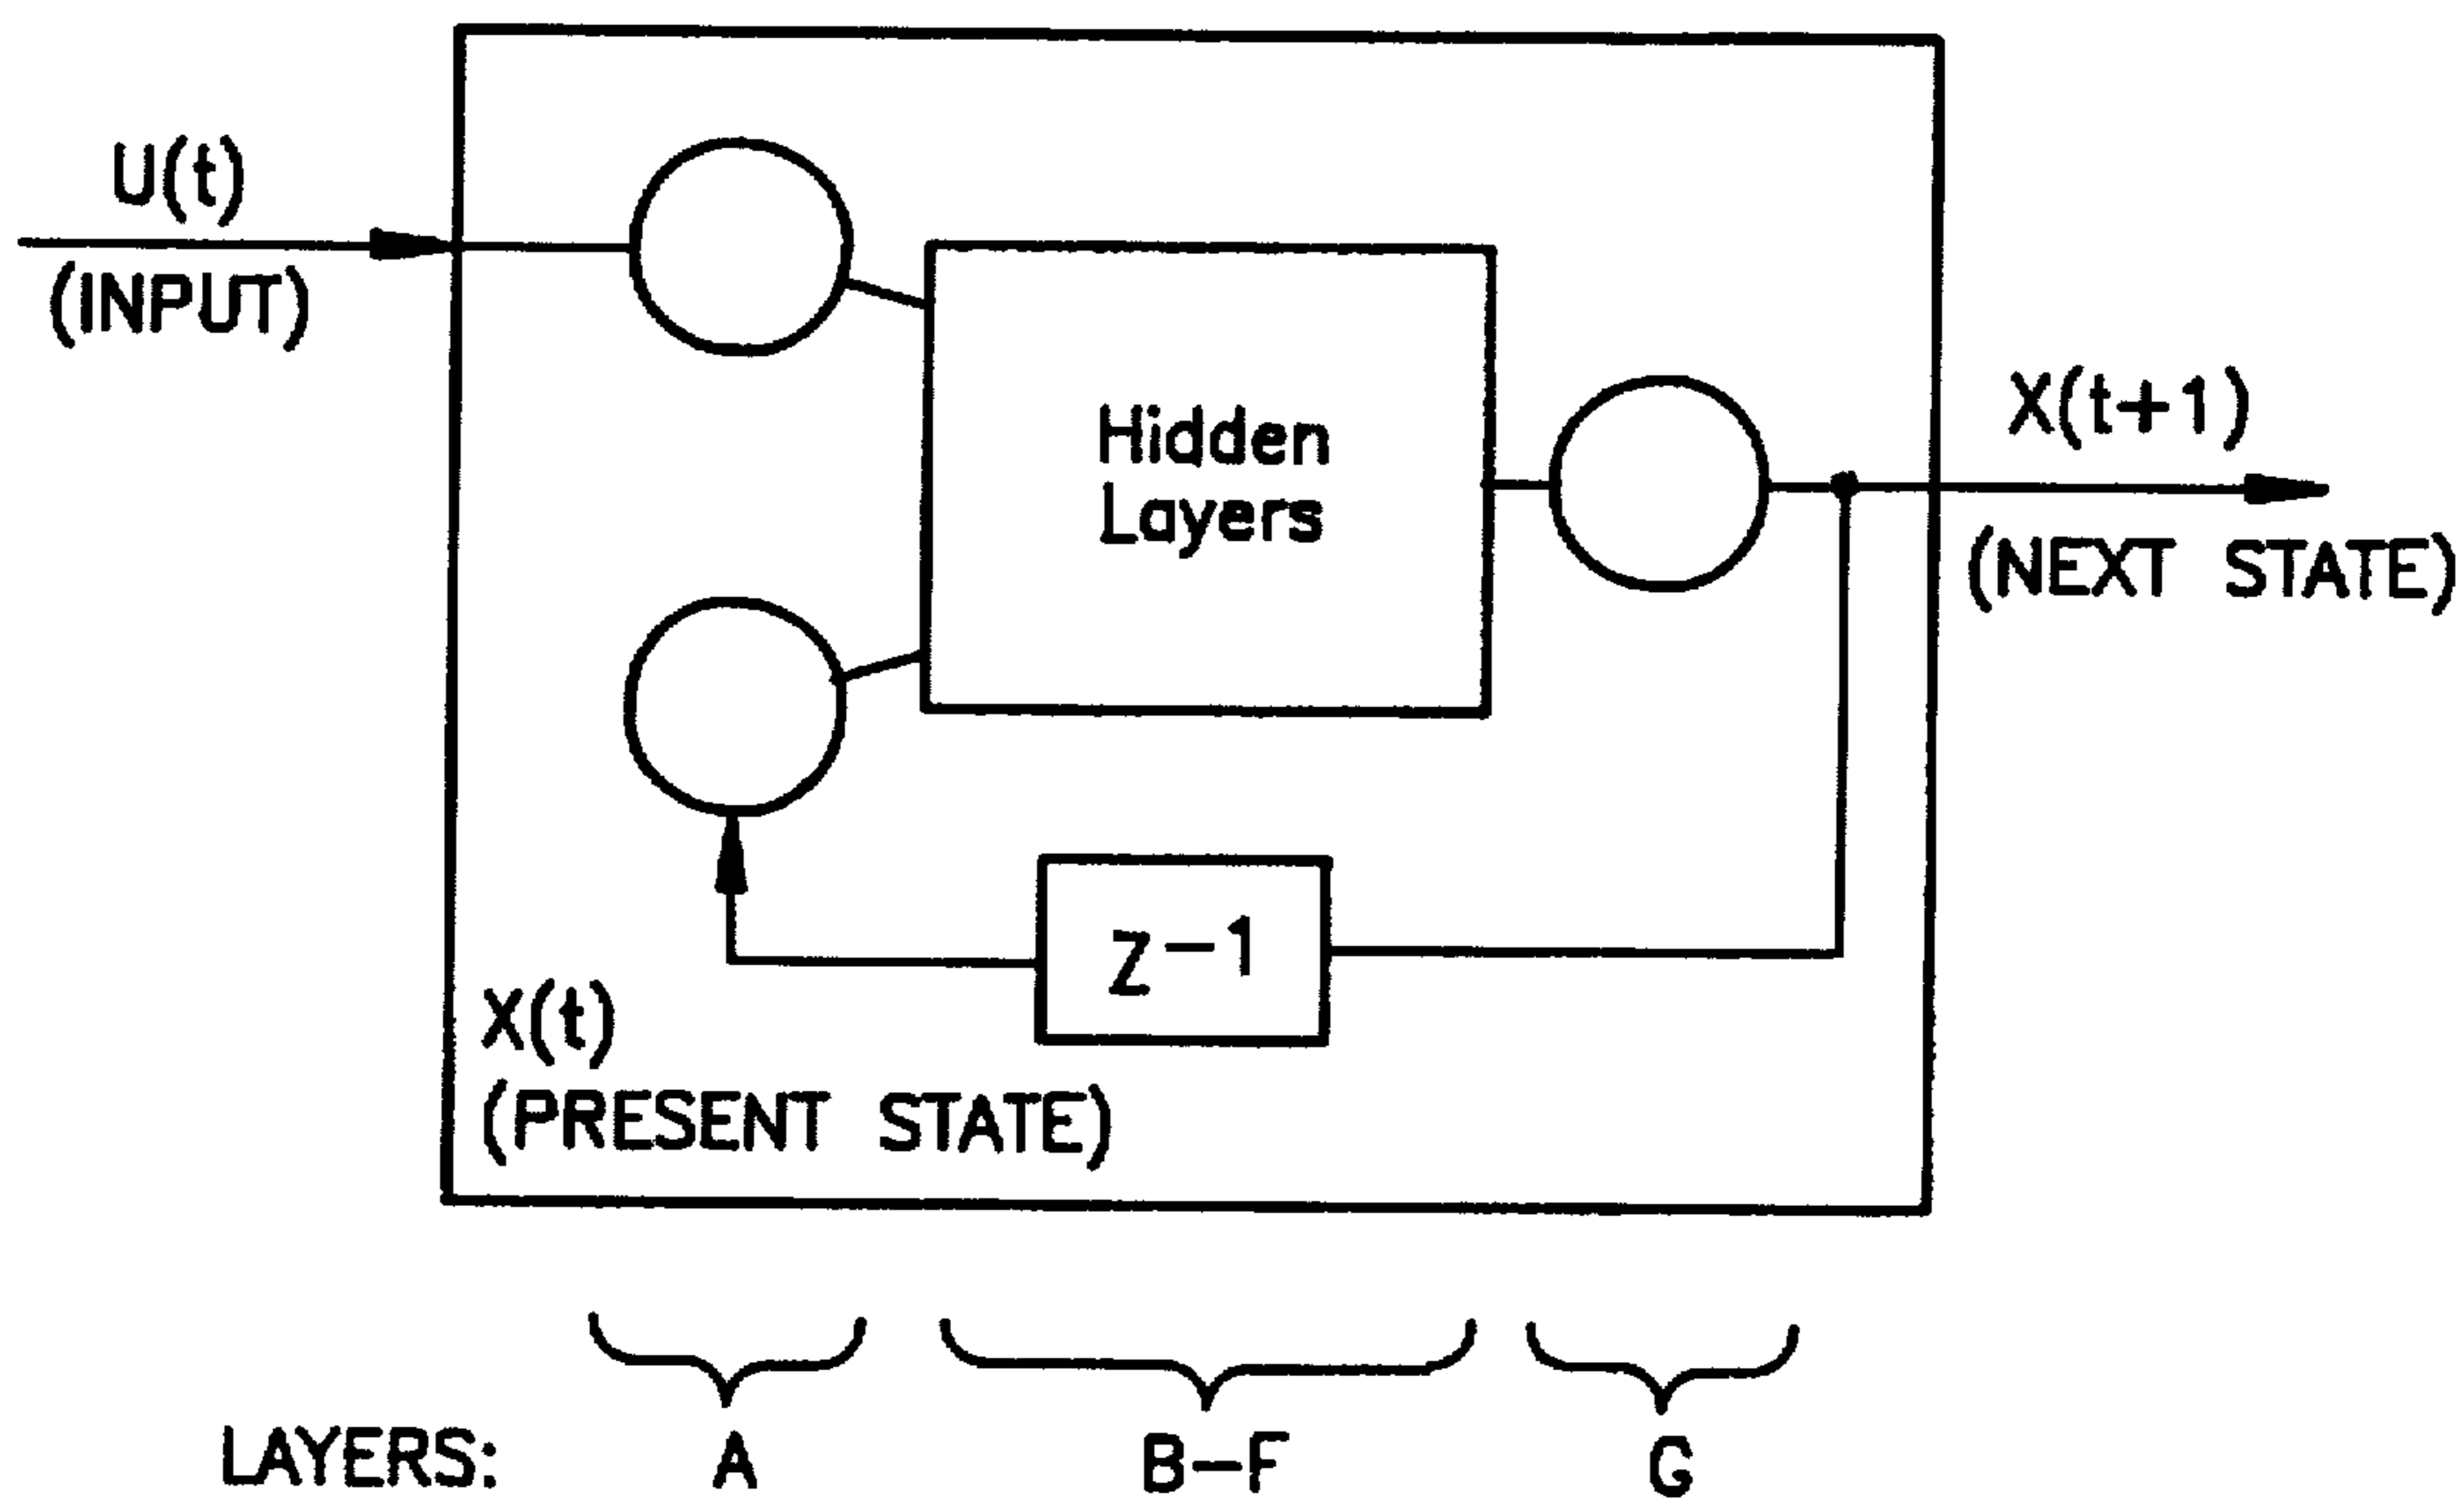 U(t)
(INPUT)
Hidden
Layers
X(t+1)
(NEXT STATE)
Z⁻¹
X(t)
(PRESENT STATE)
LAYERS: A B-F G